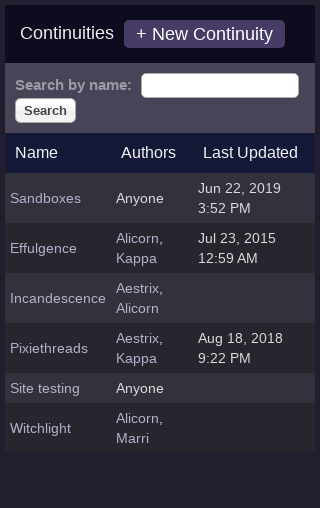 Continuities + New Continuity
Search by name:
Search
Name Authors Last Updated
Sandboxes Anyone Jun 22, 2019 3:52 PM
Effulgence Alicorn, Kappa Jul 23, 2015 12:59 AM
Incandescence Aestrix, Alicorn
Pixiethreads Aestrix, Kappa Aug 18, 2018 9:22 PM
Site testing Anyone
Witchlight Alicorn, Marri